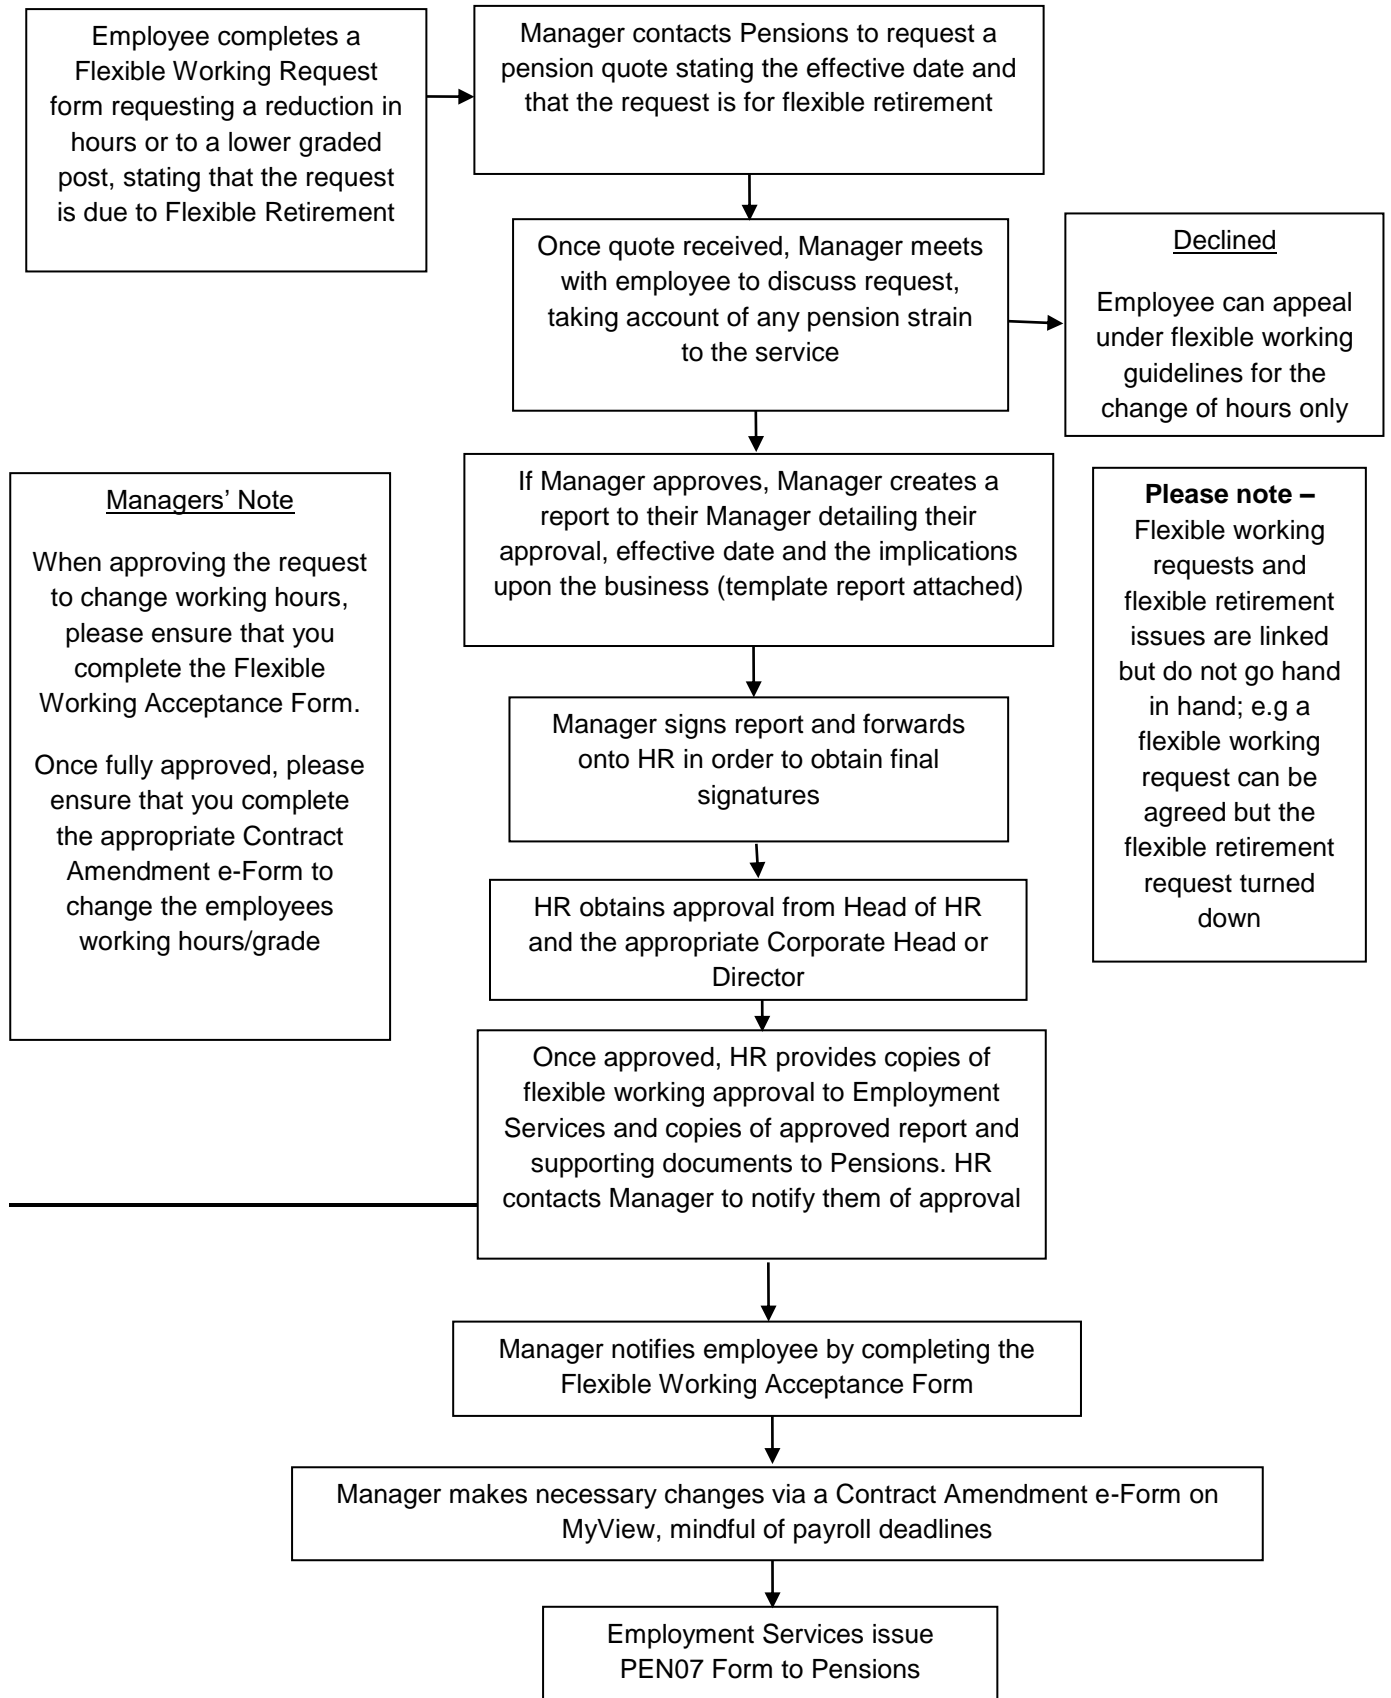 Employee completes a
Flexible Working Request
form requesting a reduction in
hours or to a lower graded
post, stating that the request
is due to Flexible Retirement
Manager contacts Pensions to request a
pension quote stating the effective date and
that the request is for flexible retirement
Once quote received, Manager meets
with employee to discuss request,
taking account of any pension strain
to the service
Declined
Employee can appeal
under flexible working
guidelines for the
change of hours only
If Manager approves, Manager creates a
report to their Manager detailing their
approval, effective date and the implications
upon the business (template report attached)
Managers’ Note
When approving the request
to change working hours,
please ensure that you
complete the Flexible
Working Acceptance Form.
Once fully approved, please
ensure that you complete
the appropriate Contract
Amendment e-Form to
change the employees
working hours/grade
Please note –
Flexible working
requests and
flexible retirement
issues are linked
but do not go hand
in hand; e.g a
flexible working
request can be
agreed but the
flexible retirement
request turned
down
Manager signs report and forwards
onto HR in order to obtain final
signatures
HR obtains approval from Head of HR
and the appropriate Corporate Head or
Director
Once approved, HR provides copies of
flexible working approval to Employment
Services and copies of approved report and
supporting documents to Pensions. HR
contacts Manager to notify them of approval
Manager notifies employee by completing the
Flexible Working Acceptance Form
Manager makes necessary changes via a Contract Amendment e-Form on
MyView, mindful of payroll deadlines
Employment Services issue
PEN07 Form to Pensions